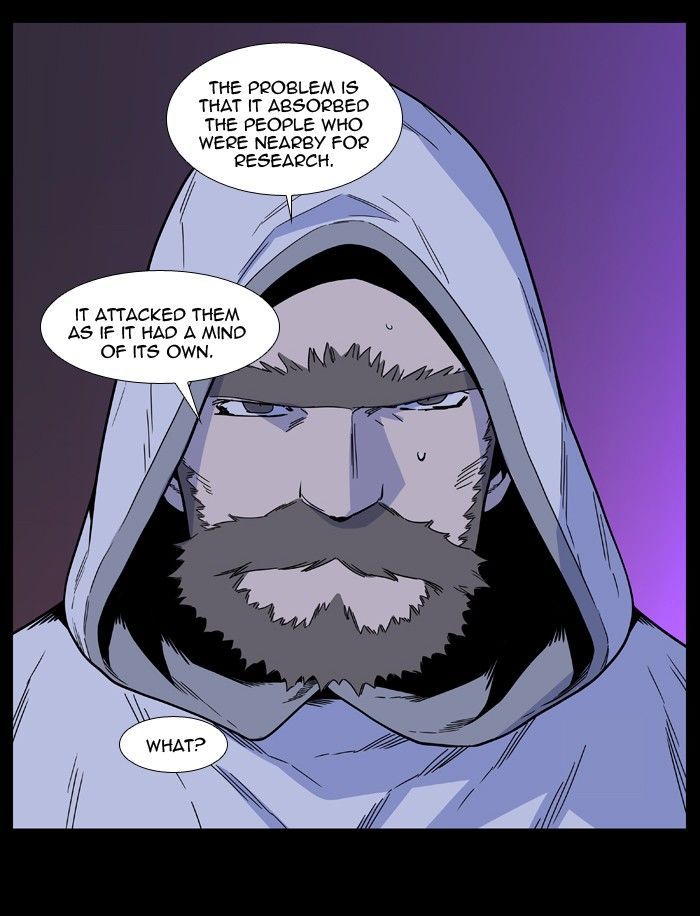 THE PROBLEM IS
THAT IT ABSORBED
THE PEOPLE WHO
WERE NEARBY FOR
RESEARCH.
IT ATTACKED THEM
AS IF IT HAD A MIND
OF ITS OWN.
WHAT?